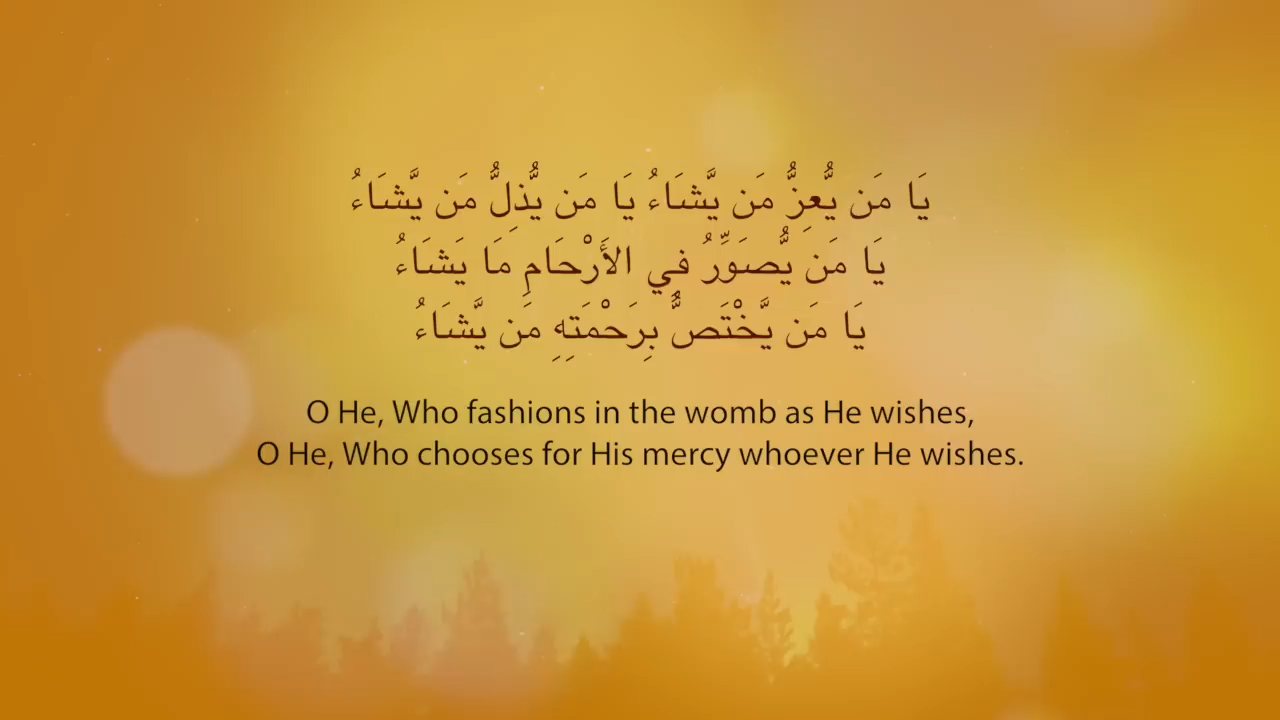 يَا مَن يُّعِزُّ مَن يَّشَاءُ يَا مَن يُّذِلُّ مَن يَّشَاءُ
يَا مَن يُّصَوِّرُ فِي الأَرْحَامِ مَا يَشَاءُ
يَا مَن يَّخْتَصُّ بِرَحْمَتِهِ مَن يَّشَاءُ
O He, Who fashions in the womb as He wishes,
O He, Who chooses for His mercy whoever He wishes.